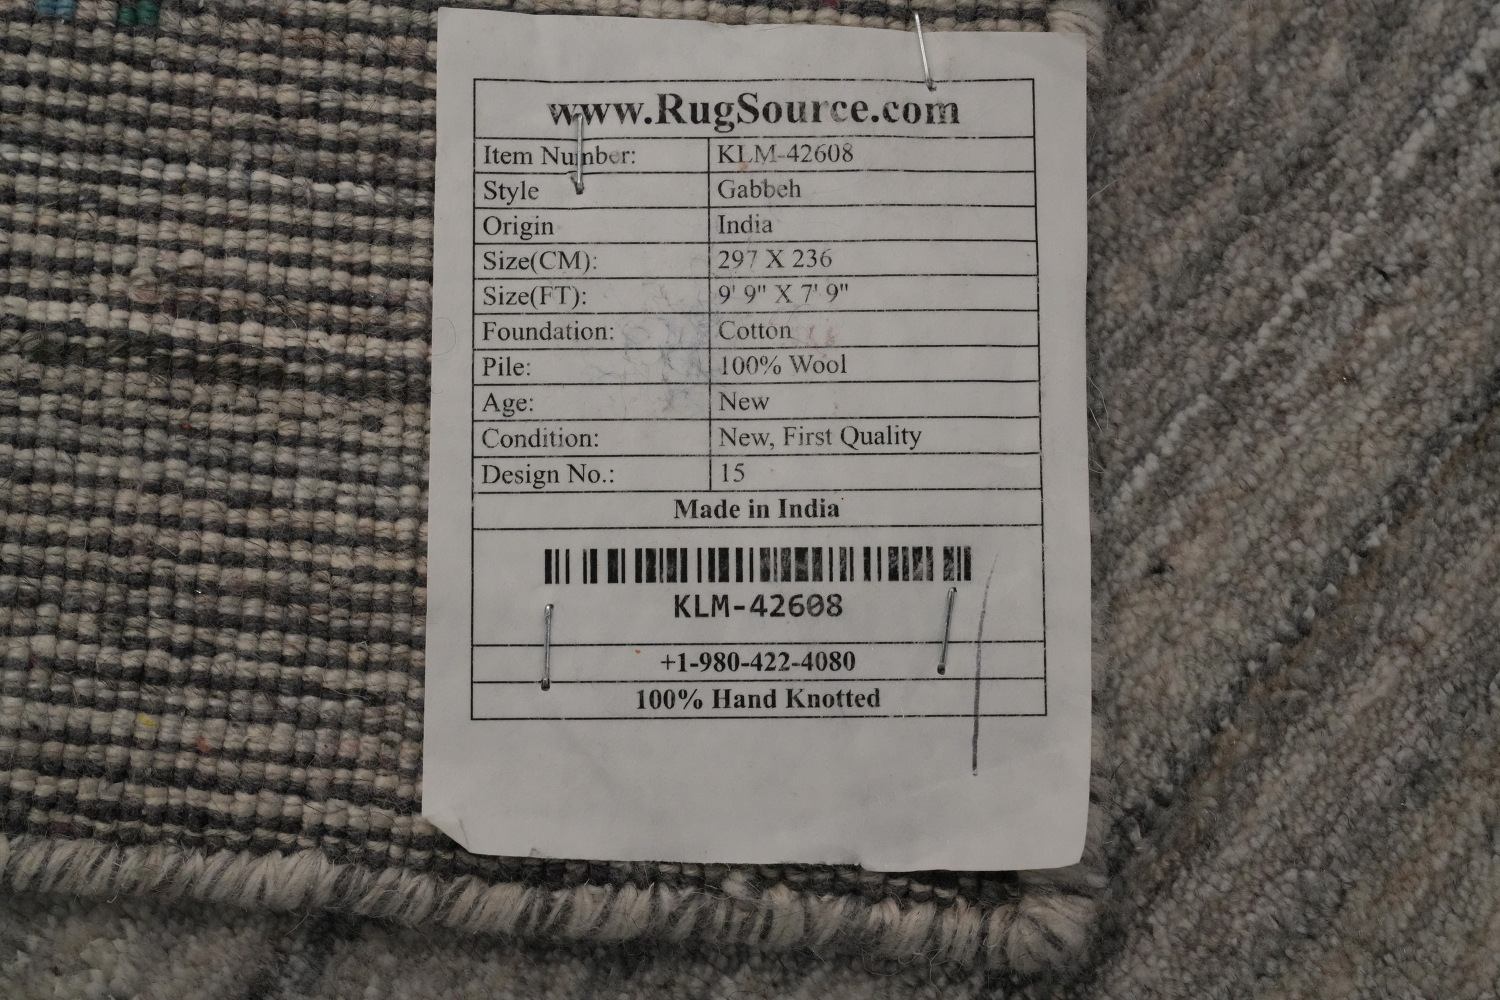 www.RugSource.com
Item Number: KLM-42608
Style Gabbeh
Origin India
Size(CM): 297 X 236
Size(FT): 9' 9" X 7' 9"
Foundation: Cotton
Pile: 100% Wool
Age: New
Condition: New, First Quality
Design No.: 15
Made in India
KLM-42608
+1-980-422-4080
100% Hand Knotted